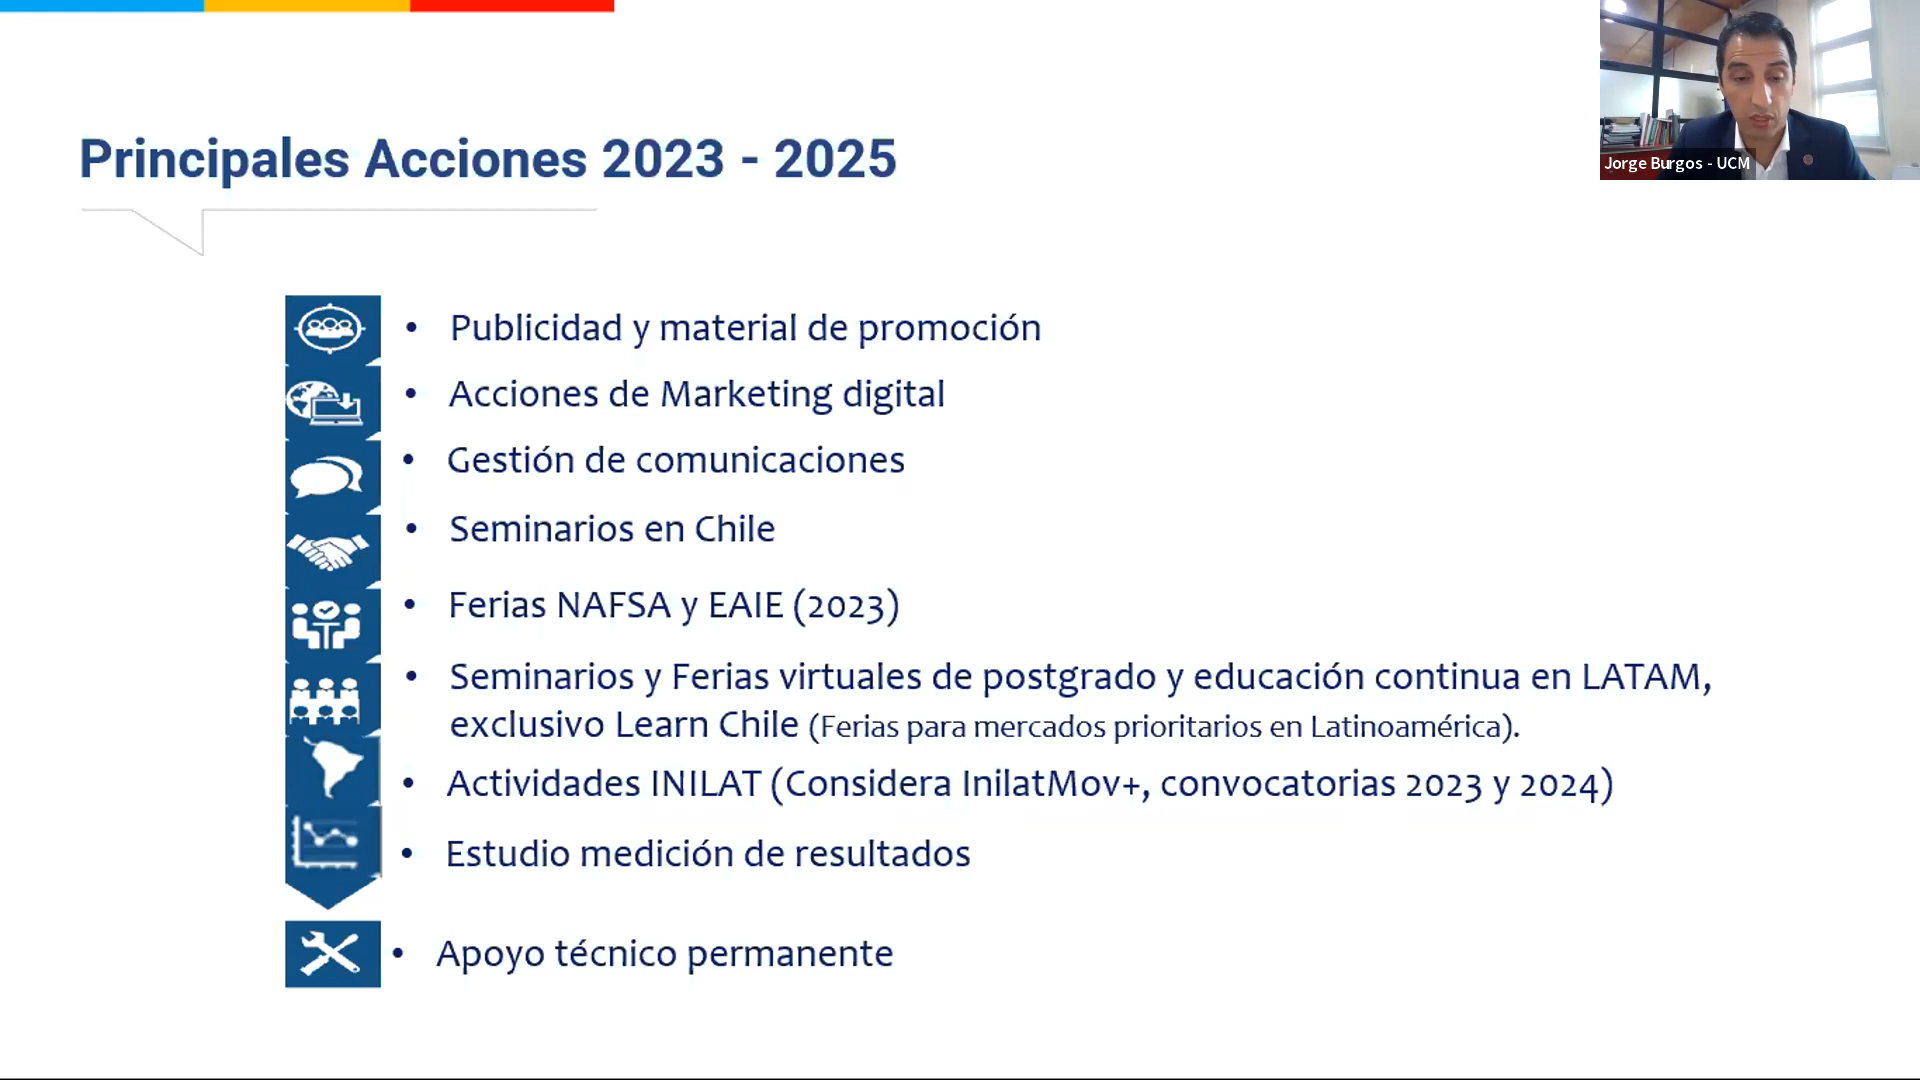 Principales Acciones 2023 - 2025
Jorge Burgos - UCM
• Publicidad y material de promoción
• Acciones de Marketing digital
• Gestión de comunicaciones
• Seminarios en Chile
• Ferias NAFSA y EAIE (2023)
• Seminarios y Ferias virtuales de postgrado y educación continua en LATAM,
exclusivo Learn Chile (Ferias para mercados prioritarios en Latinoamérica).
• Actividades INILAT (Considera InilatMov+, convocatorias 2023 y 2024)
• Estudio medición de resultados
• Apoyo técnico permanente